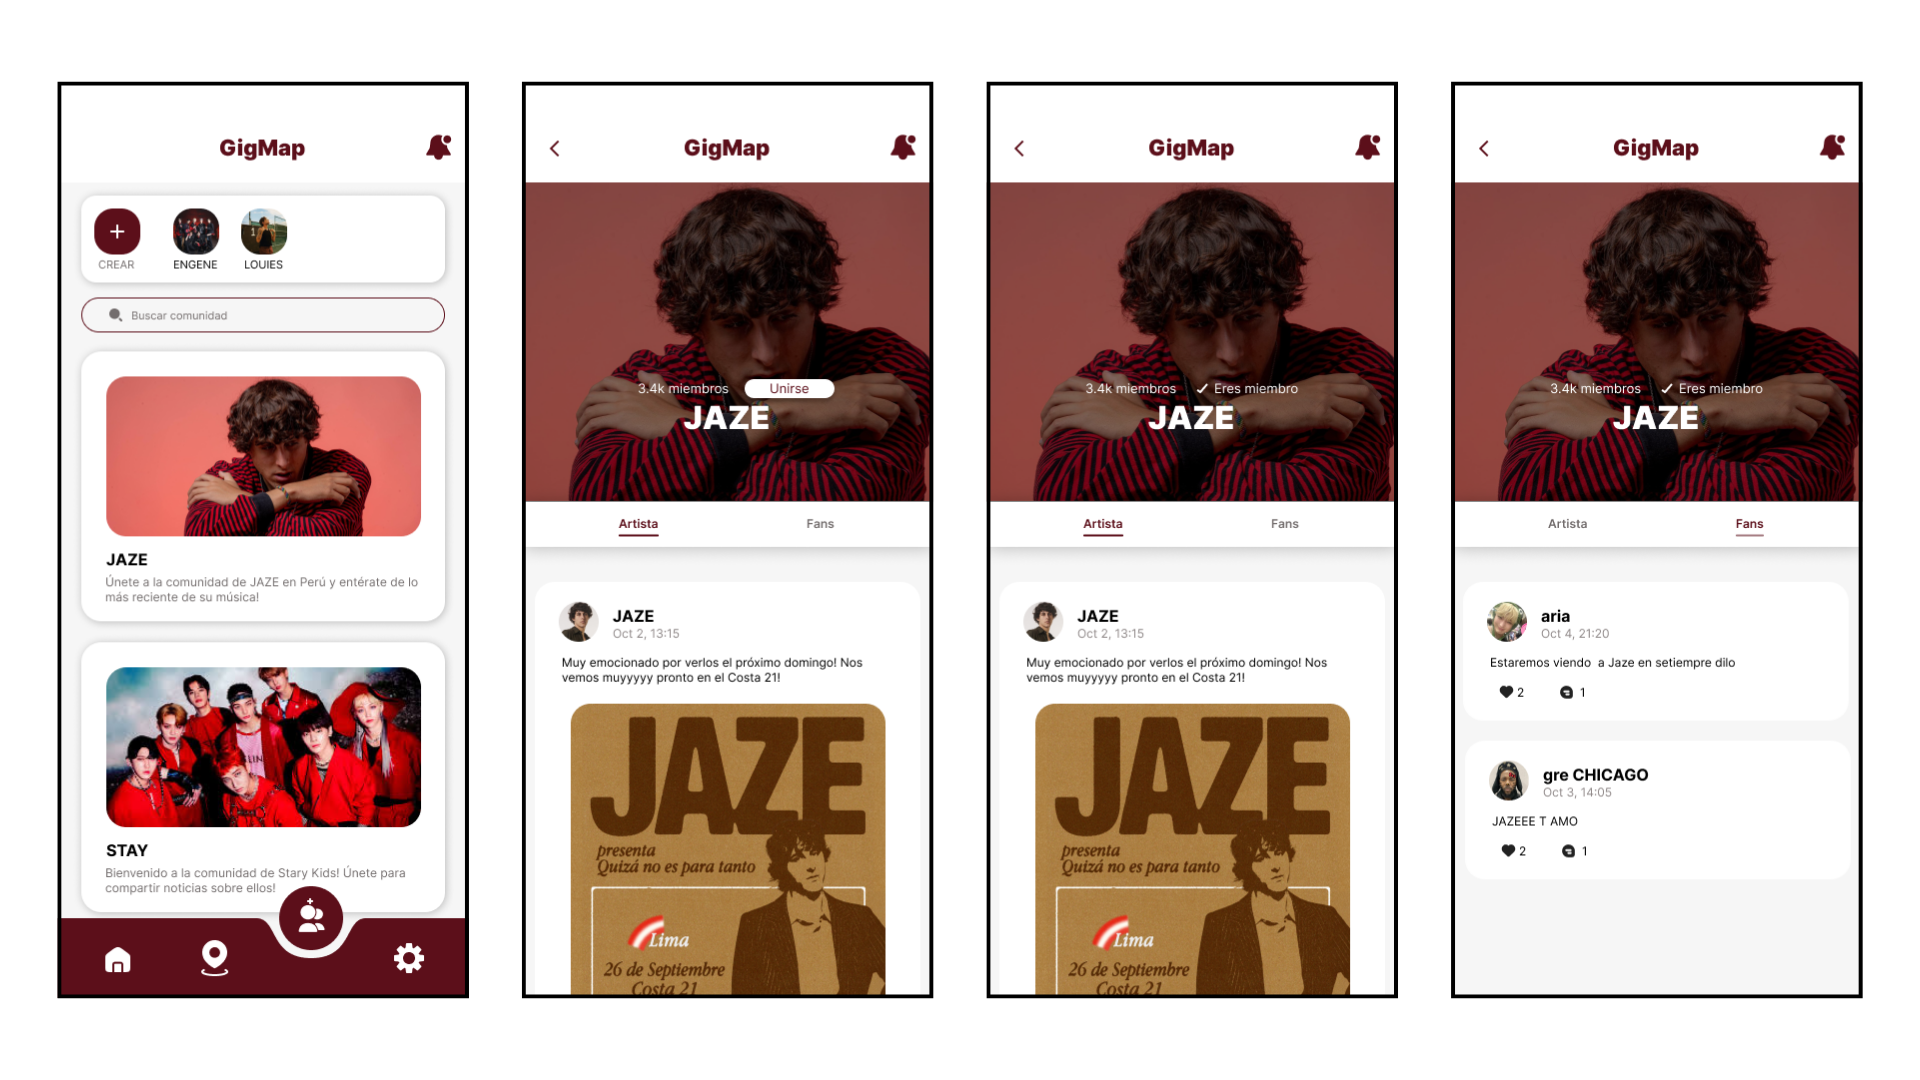 GigMap
CREAR
ENGENE
LOUIES
Buscar comunidad
JAZE
Únete a la comunidad de JAZE en Perú y entérate de lo
más reciente de su música!
STAY
Bienvenido a la comunidad de Stary Kids! Únete para
compartir noticias sobre ellos!
GigMap
3.4k miembros
Unirse
JAZE
Artista
Fans
JAZE
Oct 2, 13:15
Muy emocionado por verlos el próximo domingo! Nos
vemos muyyyyy pronto en el Costa 21!
JAZE
presenta
Quizá no es para tanto
Lima
26 de Septiembre
Costa 21
GigMap
3.4k miembros
Eres miembro
JAZE
Artista
Fans
JAZE
Oct 2, 13:15
Muy emocionado por verlos el próximo domingo! Nos
vemos muyyyyy pronto en el Costa 21!
JAZE
presenta
Quizá no es para tanto
Lima
26 de Septiembre
Costa 21
GigMap
3.4k miembros
Eres miembro
JAZE
Artista
Fans
aria
Oct 4, 21:20
Estaremos viendo  a Jaze en setiempre dilo
2
1
gre CHICAGO
Oct 3, 14:05
JAZEEE T AMO
2
1